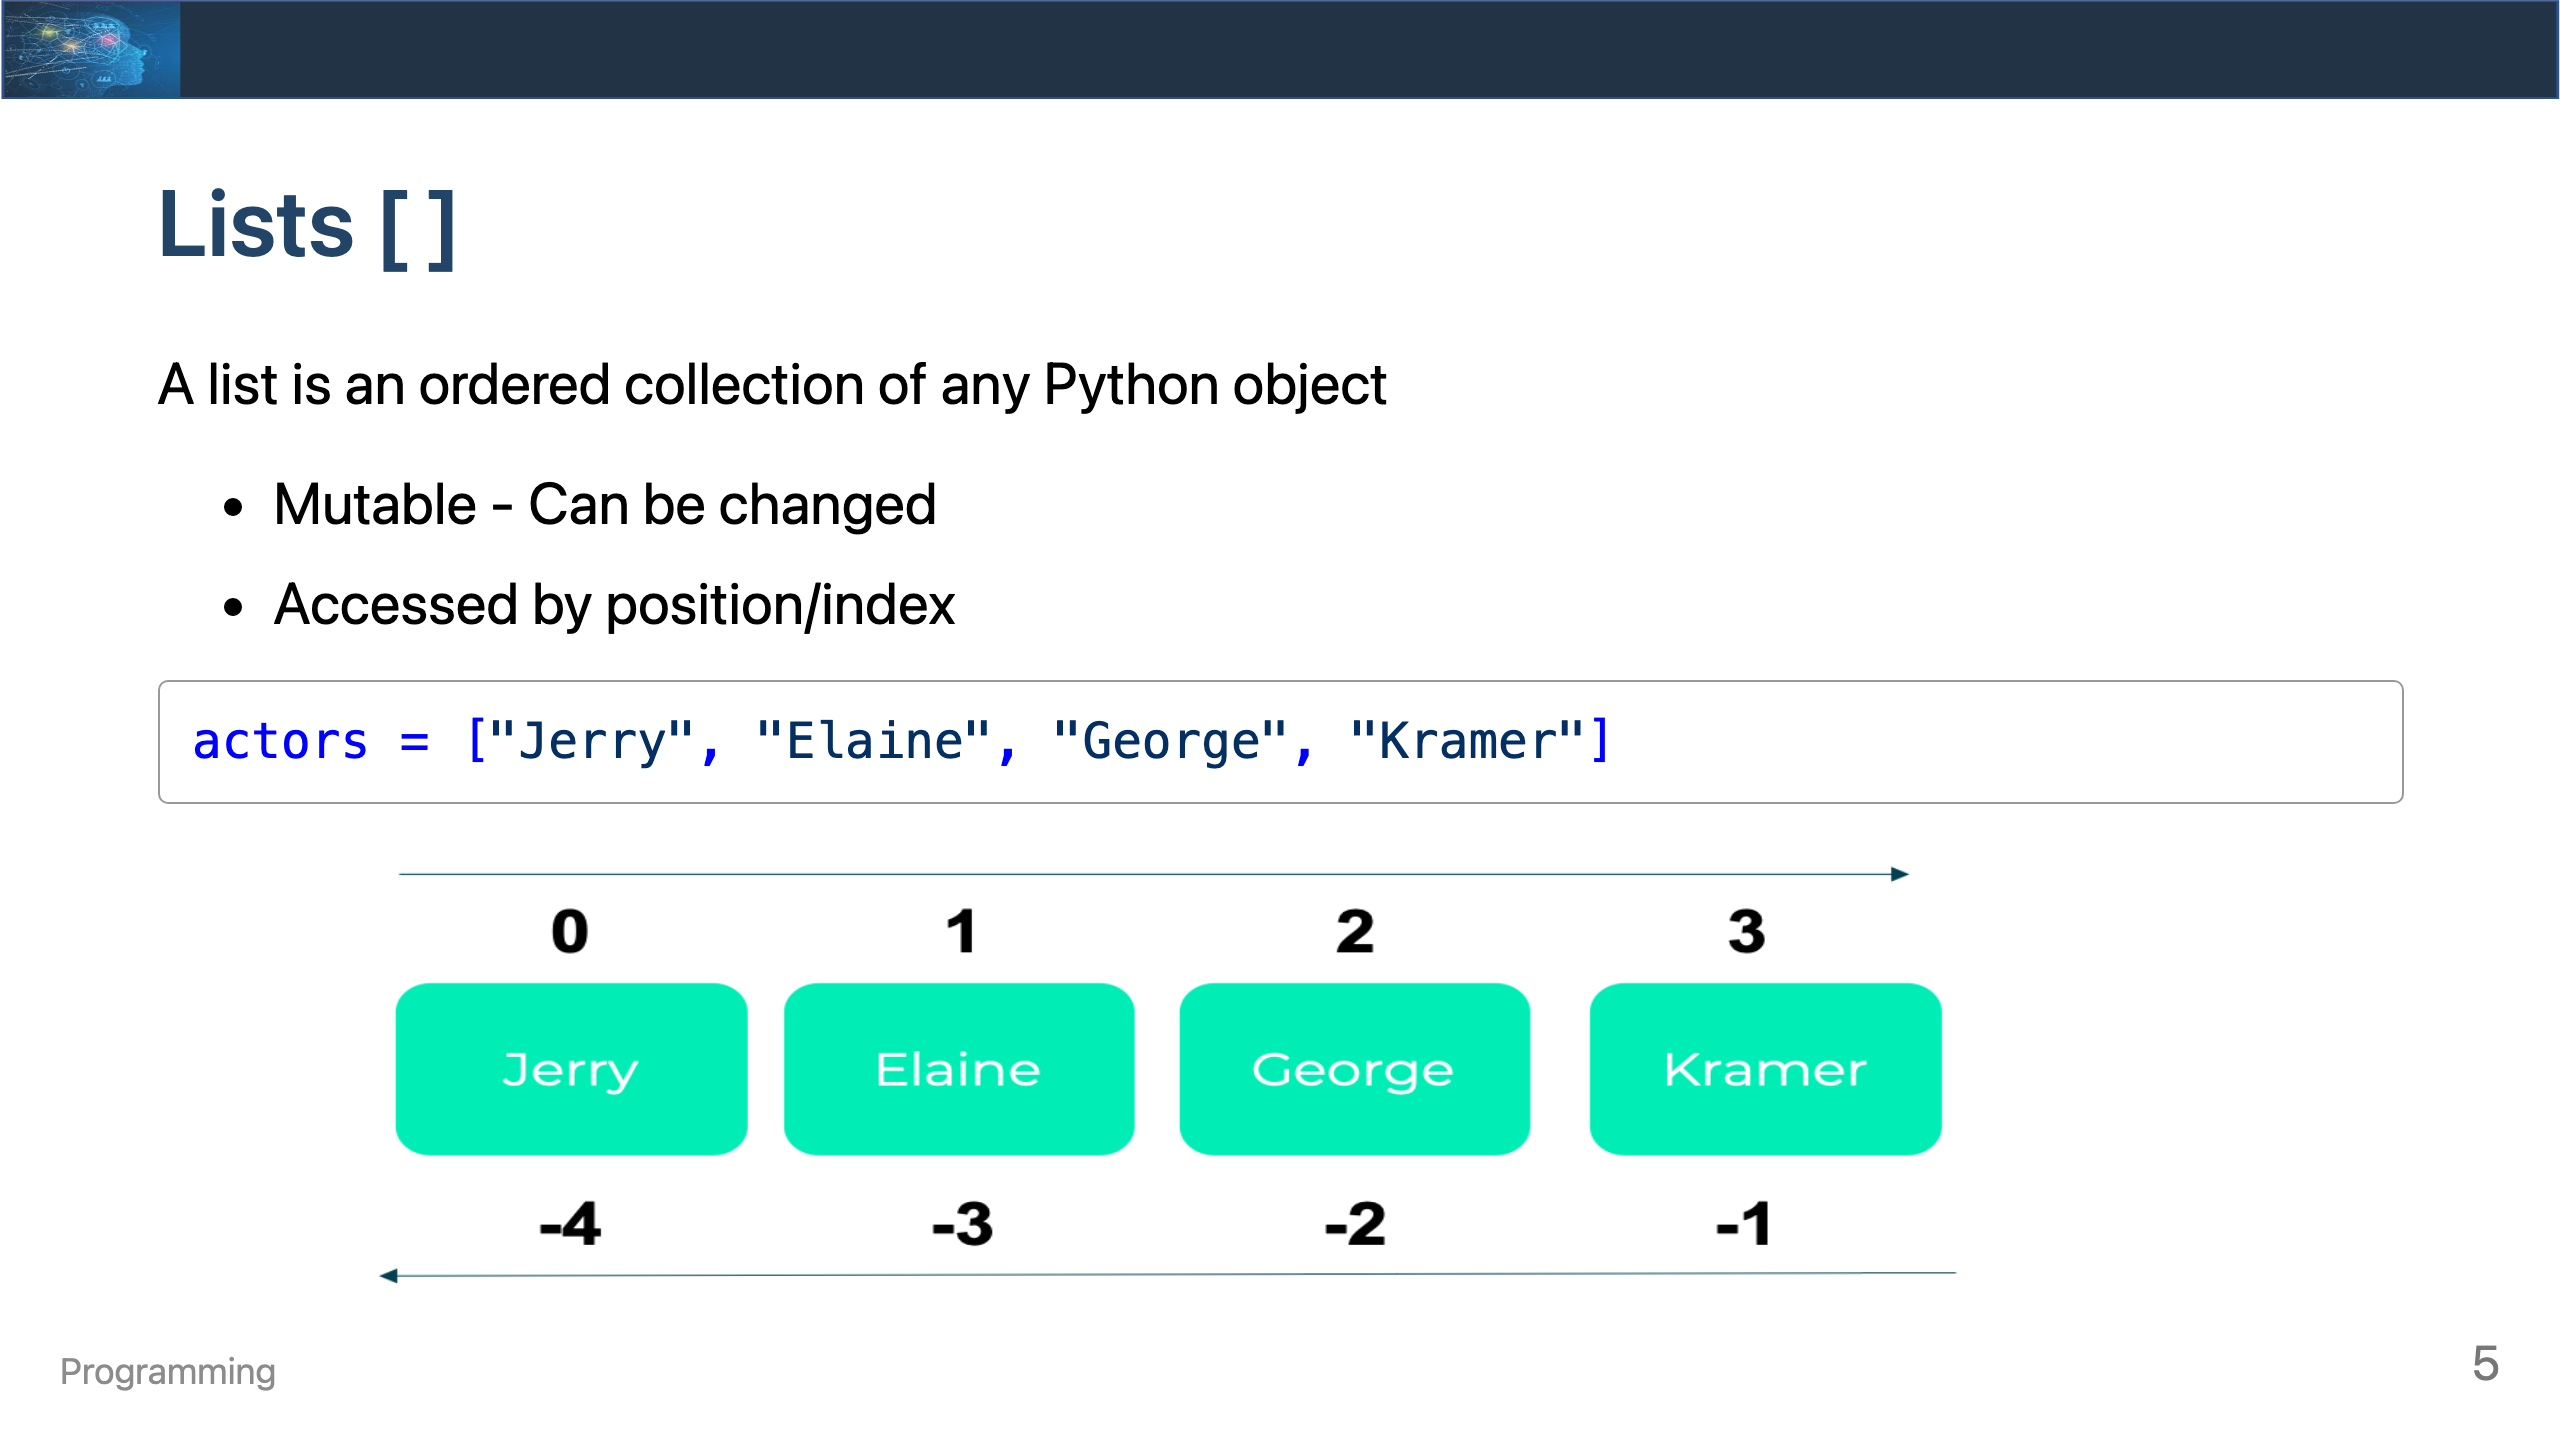 Lists [ ]
A list is an ordered collection of any Python object
• Mutable - Can be changed
• Accessed by position/index
actors = ["Jerry", "Elaine", "George", "Kramer"]
0 1 2 3
Jerry Elaine George Kramer
-4 -3 -2 -1
Programming
5